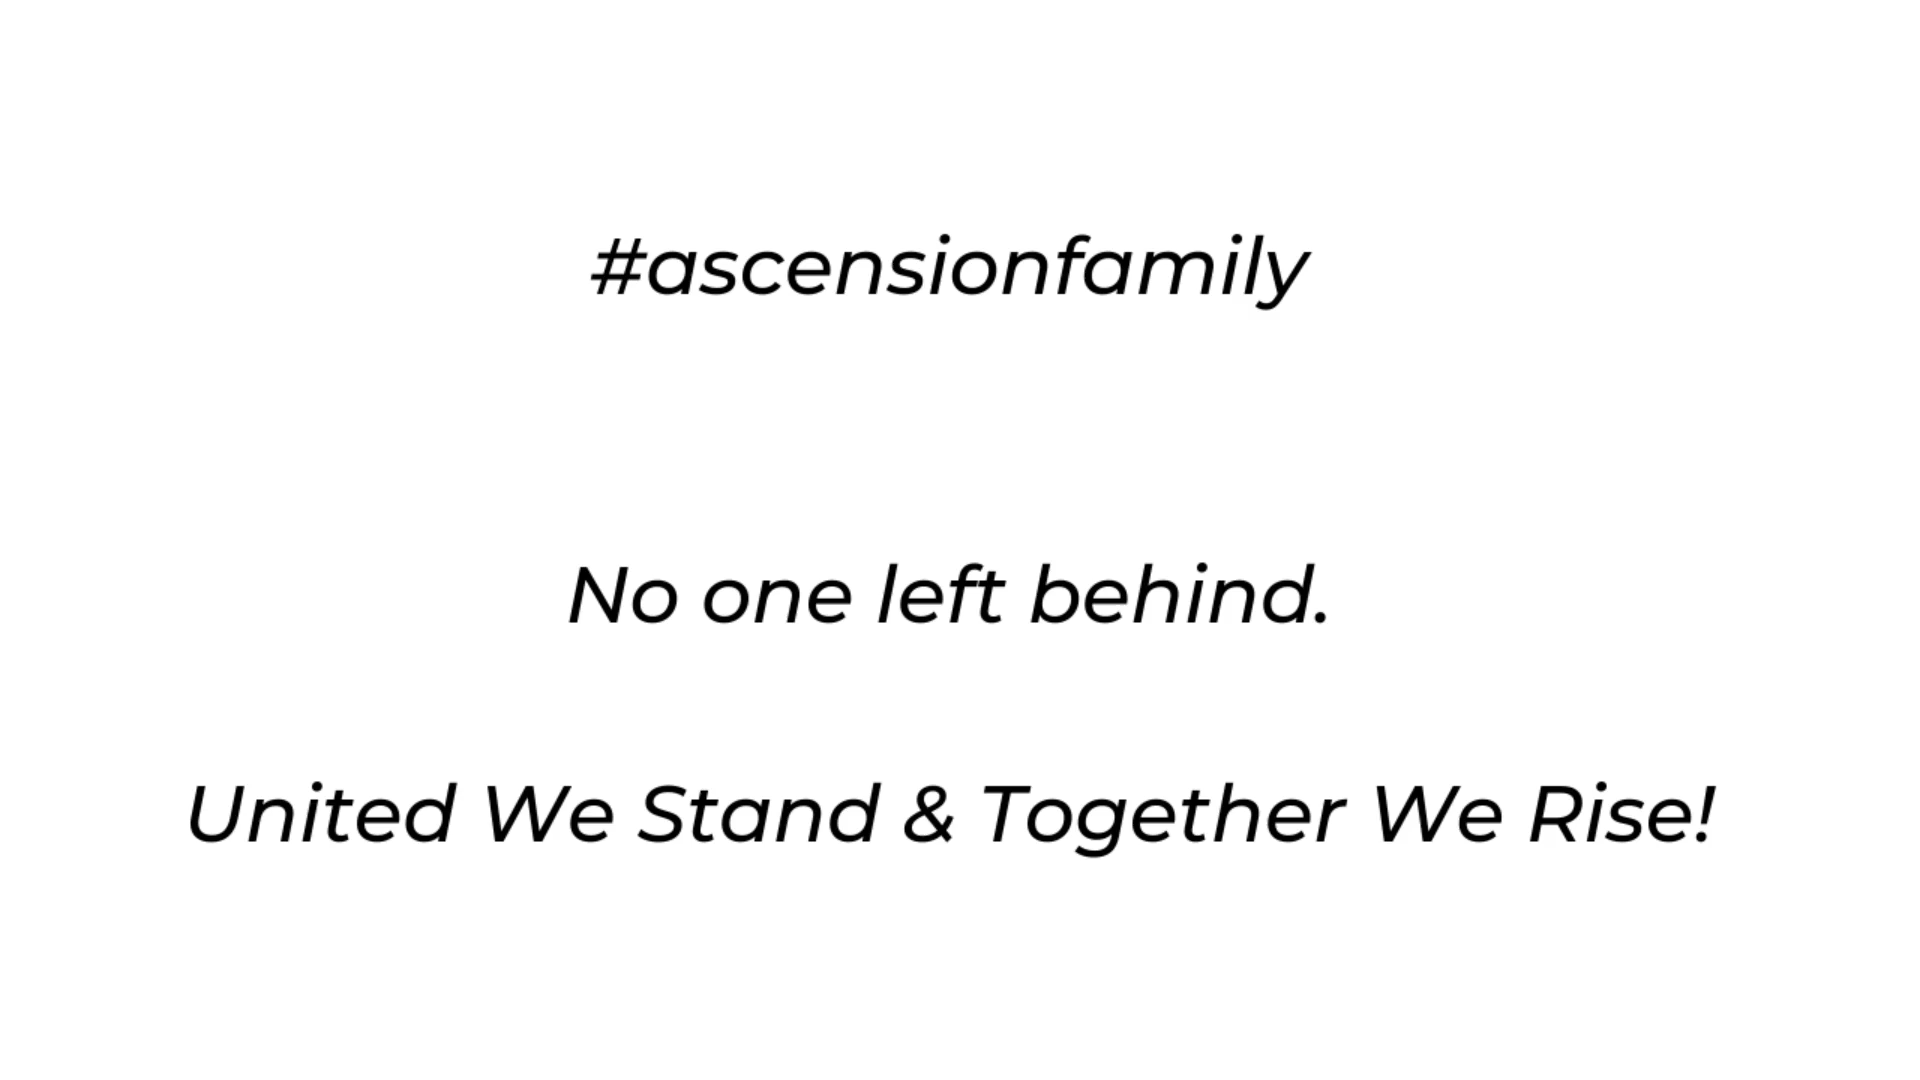 #ascensionfamily
No one left behind.
United We Stand & Together We Rise!